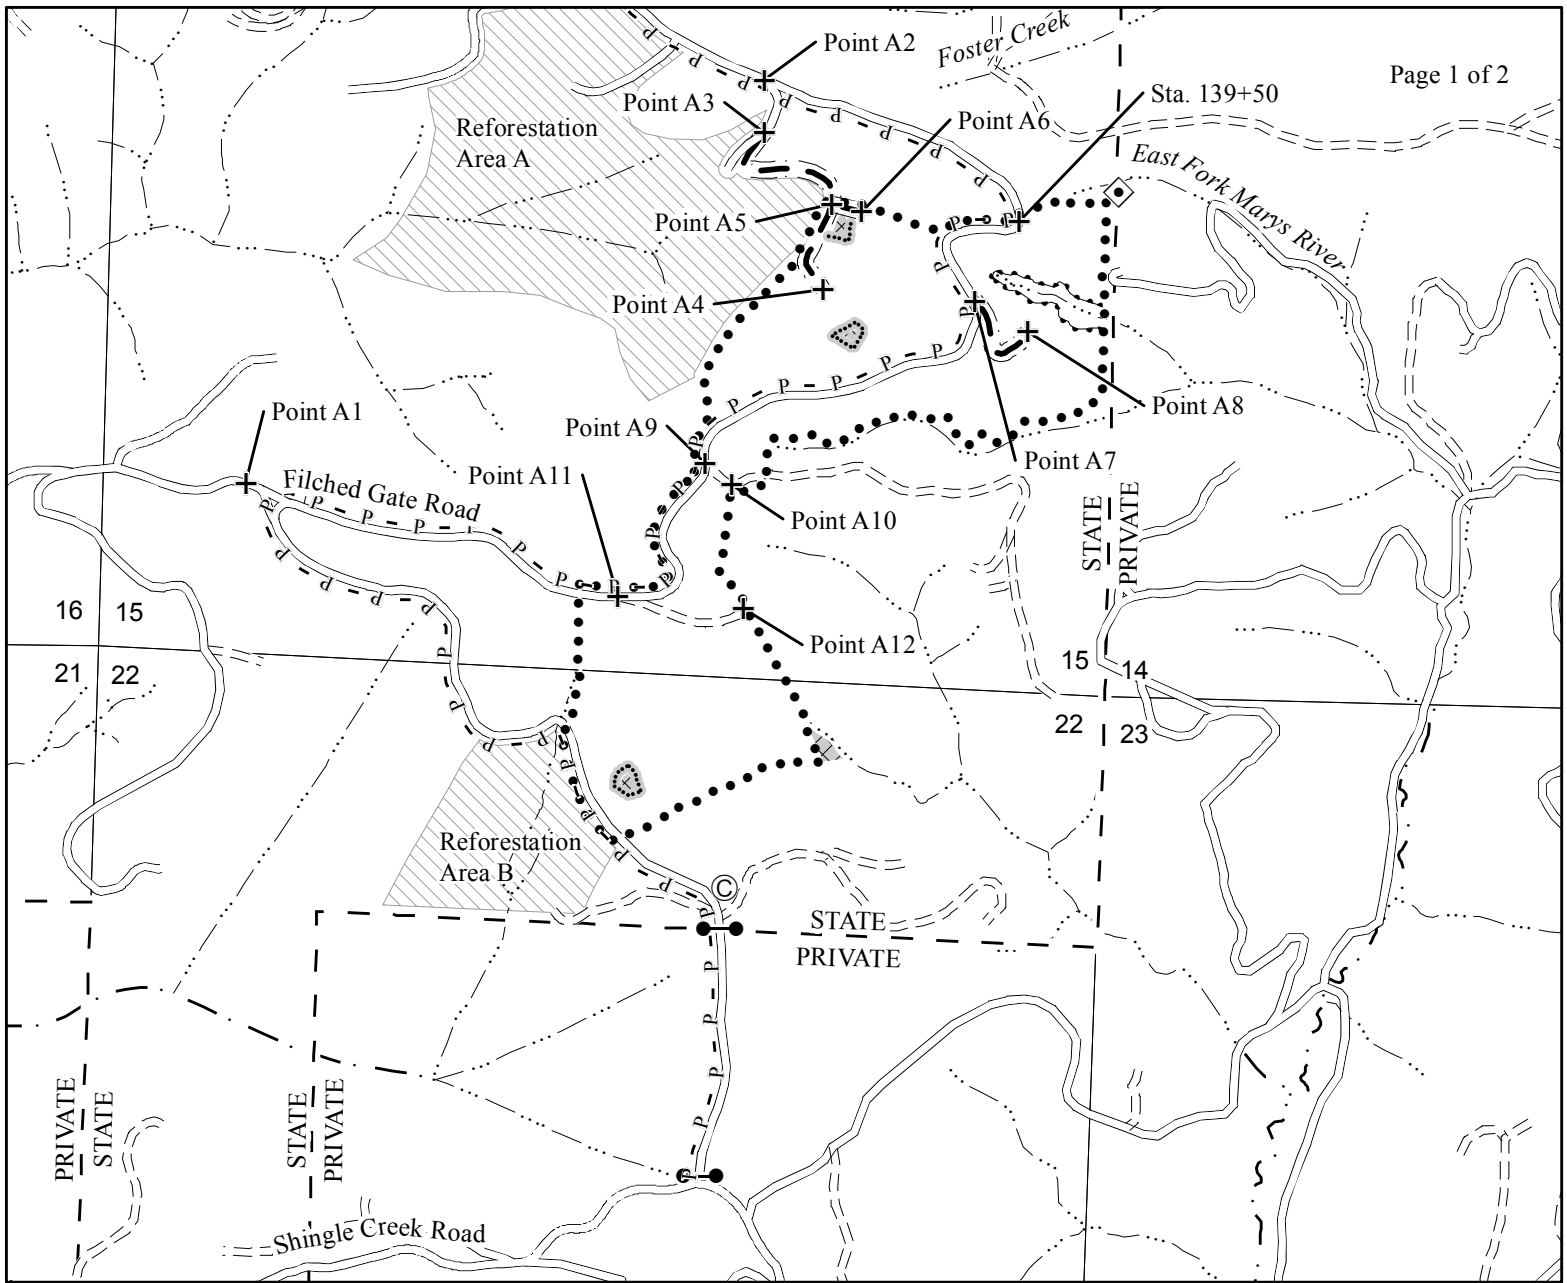 Point A2
Foster Creek
Page 1 of 2
Sta. 139+50
Point A3
Point A6
Reforestation
Area A
East Fork Marys River
Point A5
Point A4
Point A1
Point A9
Point A8
Point A11
Point A7
Filched Gate Road
Point A10
STATE
PRIVATE
16
15
Point A12
15
14
21
22
22
23
Reforestation
Area B
C
STATE
PRIVATE
PRIVATE
STATE
STATE
PRIVATE
Shingle Creek Road
P P P P P P P P P P P P P P P P P P P P P P P P P P P P P P P P P P P P P P P P P P P P P P P P P P